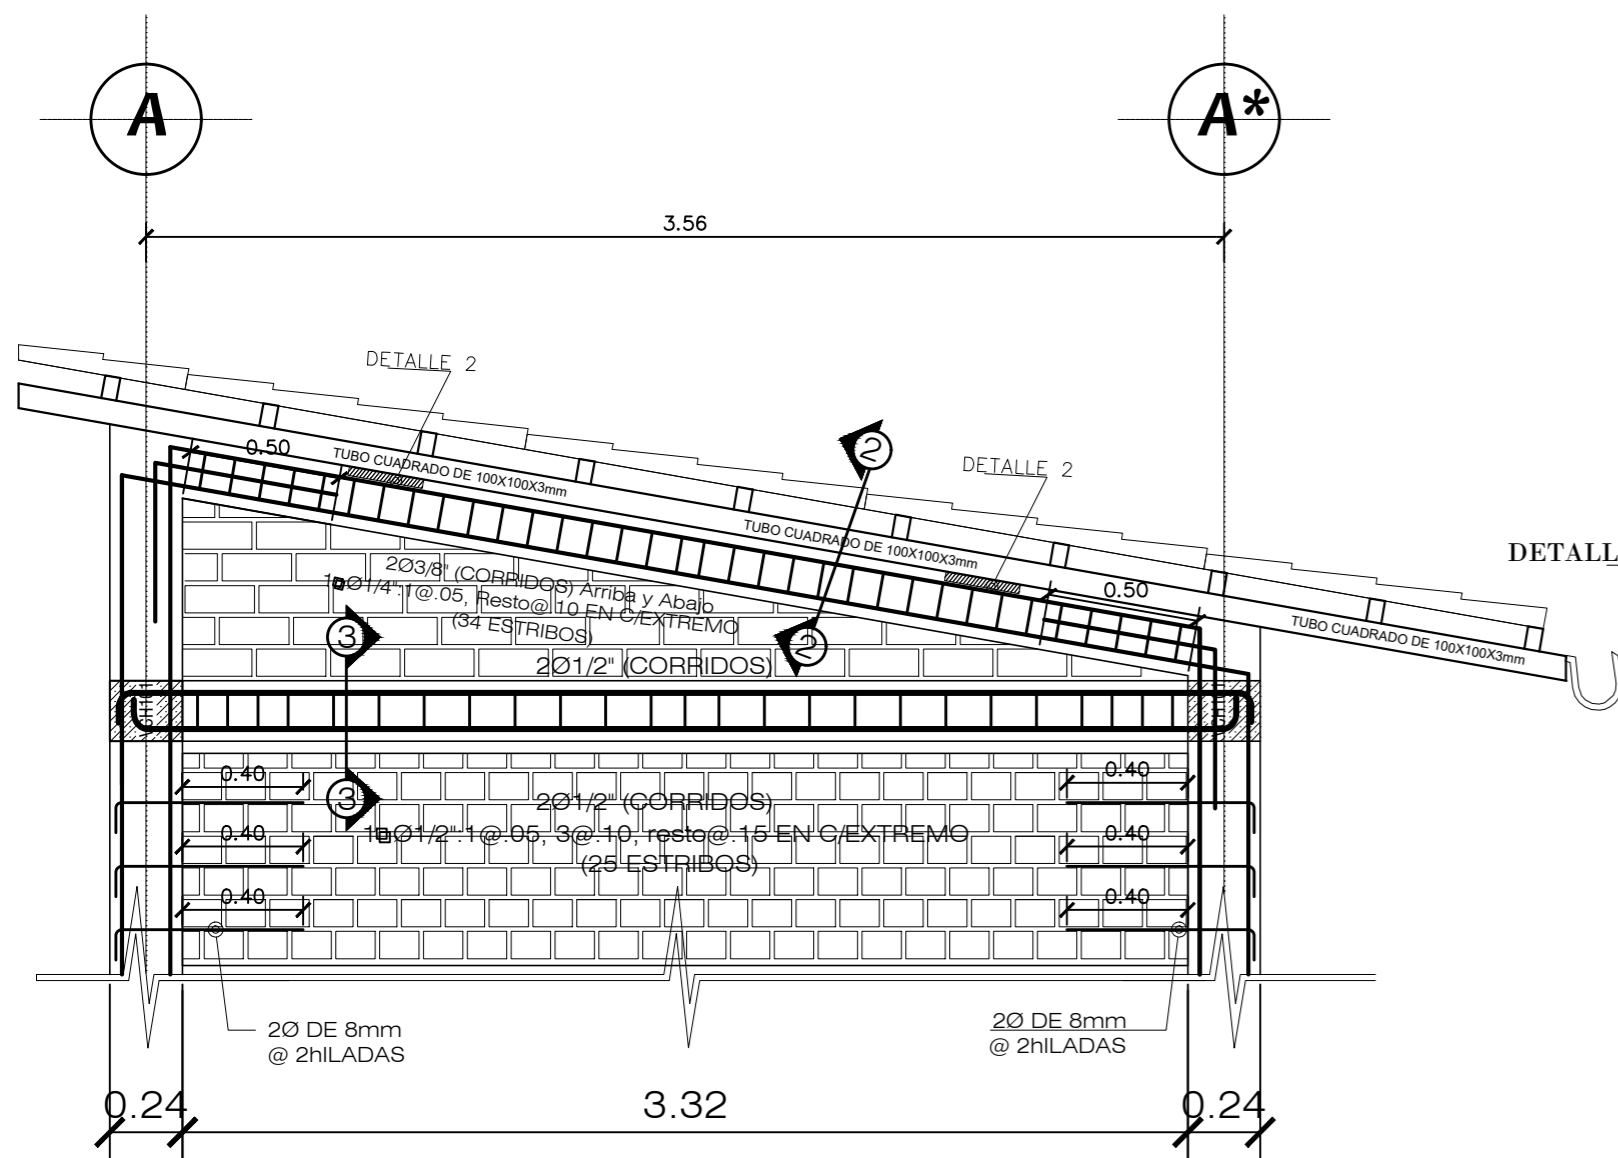 A
A*
3.56
DETALLE 2
0.50
TUBO CUADRADO DE 100X100X3mm
2
DETALLE 2
TUBO CUADRADO DE 100X100X3mm
DETALL
0.50
2Ø3/8" (CORRIDOS) Arriba y Abajo
1 Ø1/4":1@.05, Resto@.10 EN C/EXTREMO
(34 ESTRIBOS)
TUBO CUADRADO DE 100X100X3mm
3
2
2Ø1/2" (CORRIDOS)
0.40
0.40
3
2Ø1/2" (CORRIDOS)
0.40
1 Ø1/2":1@.05, 3@.10, resto@.15 EN C/EXTREMO
0.40
(25 ESTRIBOS)
0.40
0.40
2Ø DE 8mm
@ 2hILADAS
2Ø DE 8mm
@ 2hILADAS
0.24
3.32
0.24